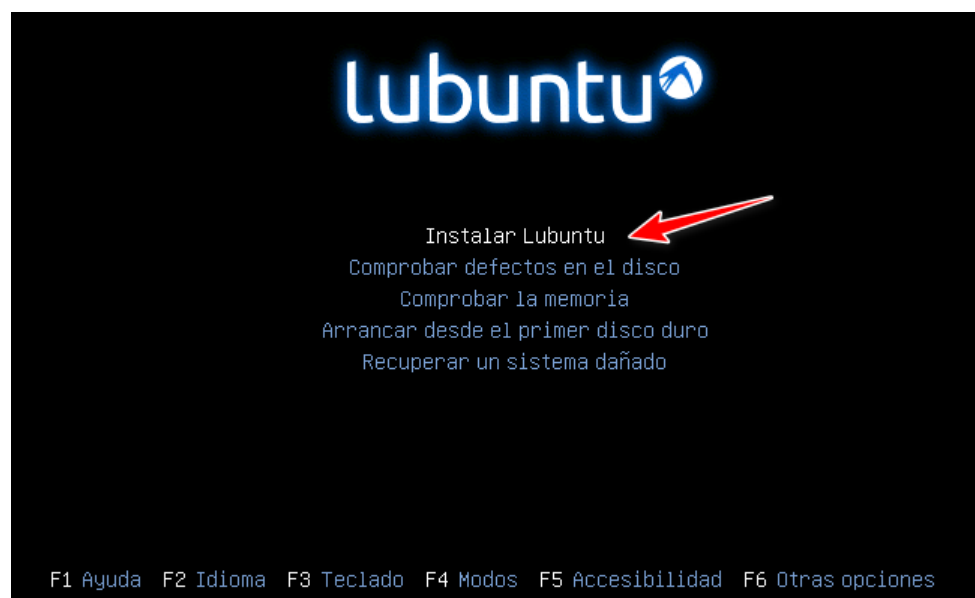 lubuntu
Instalar Lubuntu
Comprobar defectos en el disco
Comprobar la memoria
Arrancar desde el primer disco duro
Recuperar un sistema dañado
F1 Ayuda F2 Idioma F3 Teclado F4 Modos F5 Accesibilidad F6 Otras opciones